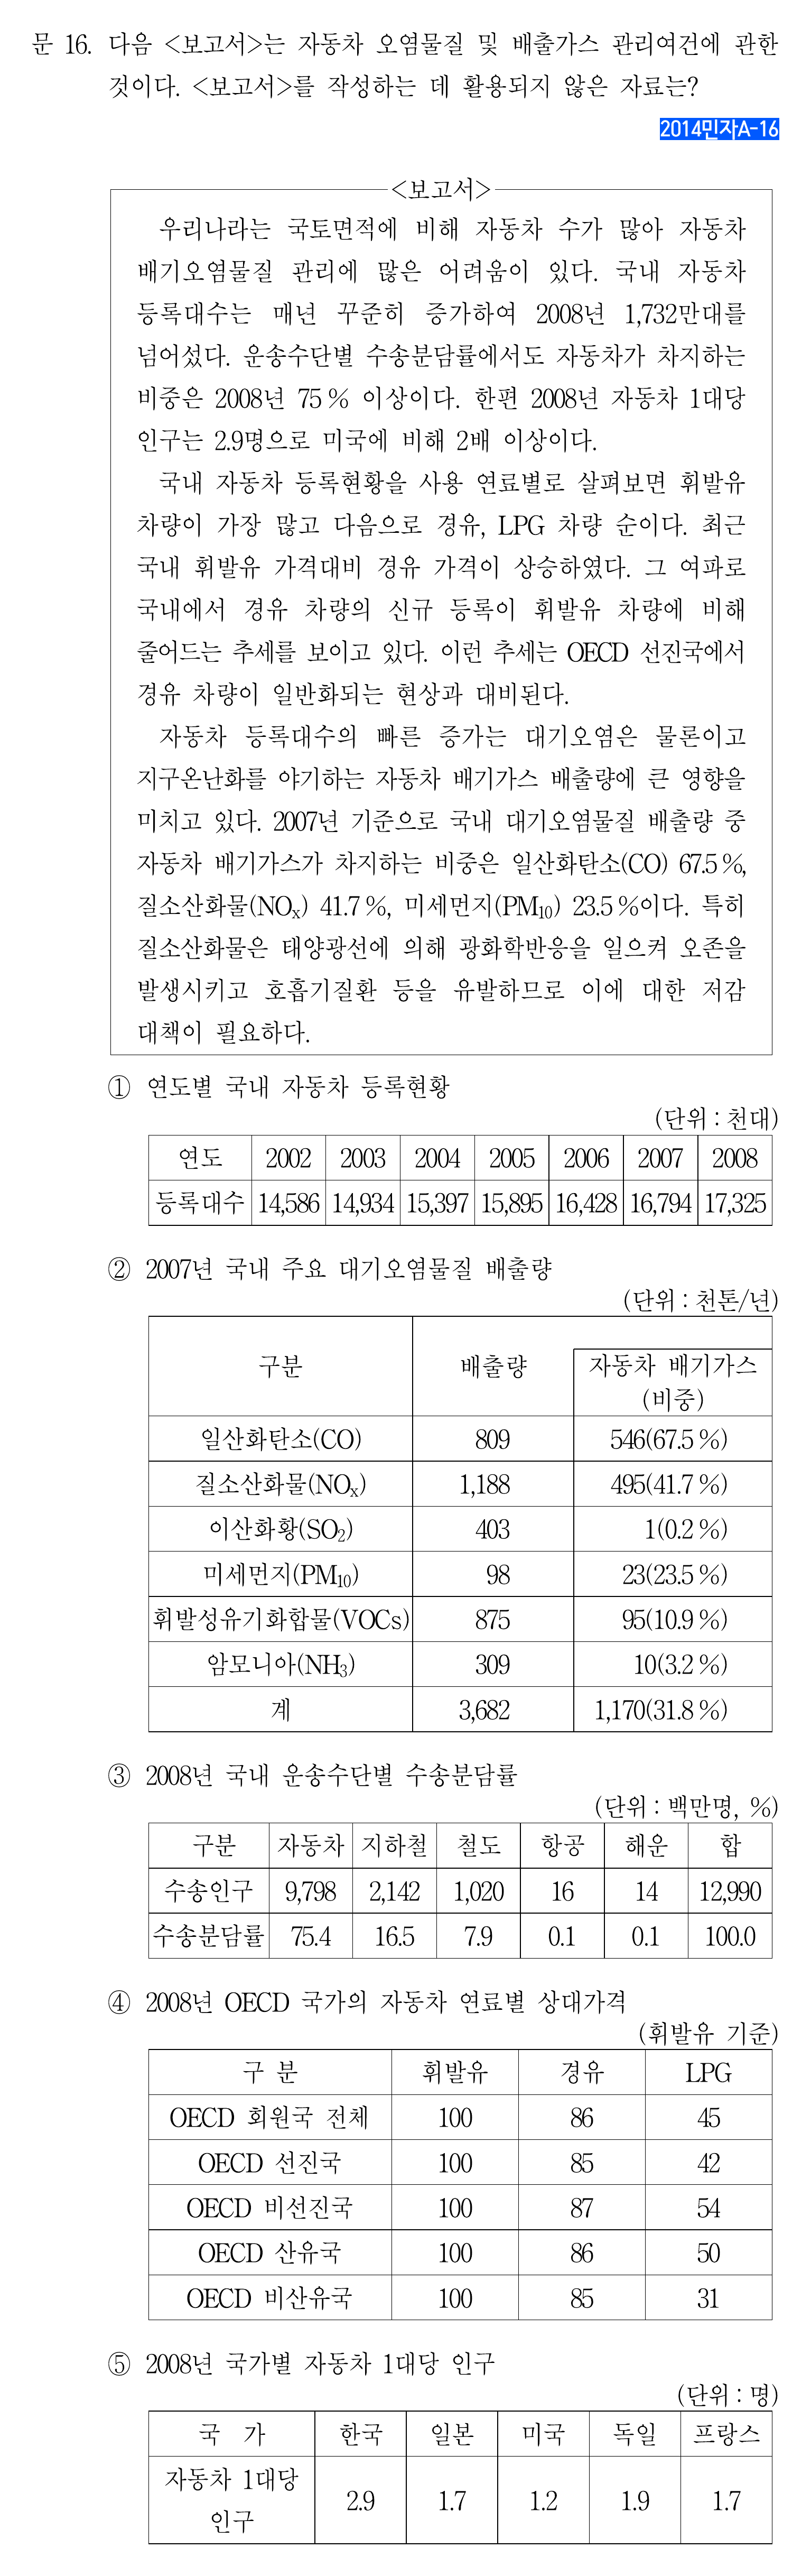 문 16. 다음 <보고서>는 자동차 오염물질 및 배출가스 관리여건에 관한
것이다. <보고서>를 작성하는 데 활용되지 않은 자료는?
2014민자A-16
<보고서>
우리나라는 국토면적에 비해 자동차 수가 많아 자동차
배기오염물질 관리에 많은 어려움이 있다. 국내 자동차
등록대수는 매년 꾸준히 증가하여 2008년 1,732만대를
넘어섰다. 운송수단별 수송분담률에서도 자동차가 차지하는
비중은 2008년 75 % 이상이다. 한편 2008년 자동차 1대당
인구는 2.9명으로 미국에 비해 2배 이상이다.
국내 자동차 등록현황을 사용 연료별로 살펴보면 휘발유
차량이 가장 많고 다음으로 경유, LPG 차량 순이다. 최근
국내 휘발유 가격대비 경유 가격이 상승하였다. 그 여파로
국내에서 경유 차량의 신규 등록이 휘발유 차량에 비해
줄어드는 추세를 보이고 있다. 이런 추세는 OECD 선진국에서
경유 차량이 일반화되는 현상과 대비된다.
자동차 등록대수의 빠른 증가는 대기오염은 물론이고
지구온난화를 야기하는 자동차 배기가스 배출량에 큰 영향을
미치고 있다. 2007년 기준으로 국내 대기오염물질 배출량 중
자동차 배기가스가 차지하는 비중은 일산화탄소(CO) 67.5 %,
질소산화물(NOx) 41.7 %, 미세먼지(PM10) 23.5 %이다. 특히
질소산화물은 태양광선에 의해 광화학반응을 일으켜 오존을
발생시키고 호흡기질환 등을 유발하므로 이에 대한 저감
대책이 필요하다.
① 연도별 국내 자동차 등록현황
(단위 : 천대)
연도 2002 2003 2004 2005 2006 2007 2008
등록대수 14,586 14,934 15,397 15,895 16,428 16,794 17,325
② 2007년 국내 주요 대기오염물질 배출량
(단위 : 천톤/년)
구분 배출량 자동차 배기가스
(비중)
일산화탄소(CO) 809 546(67.5 %)
질소산화물(NOx) 1,188 495(41.7 %)
이산화황(SO2) 403 1(0.2 %)
미세먼지(PM10) 98 23(23.5 %)
휘발성유기화합물(VOCs) 875 95(10.9 %)
암모니아(NH3) 309 10(3.2 %)
계 3,682 1,170(31.8 %)
③ 2008년 국내 운송수단별 수송분담률
(단위 : 백만명, %)
구분 자동차 지하철 철도 항공 해운 합
수송인구 9,798 2,142 1,020 16 14 12,990
수송분담률 75.4 16.5 7.9 0.1 0.1 100.0
④ 2008년 OECD 국가의 자동차 연료별 상대가격
(휘발유 기준)
구 분 휘발유 경유 LPG
OECD 회원국 전체 100 86 45
OECD 선진국 100 85 42
OECD 비선진국 100 87 54
OECD 산유국 100 86 50
OECD 비산유국 100 85 31
⑤ 2008년 국가별 자동차 1대당 인구
(단위 : 명)
국 가 한국 일본 미국 독일 프랑스
자동차 1대당
인구 2.9 1.7 1.2 1.9 1.7